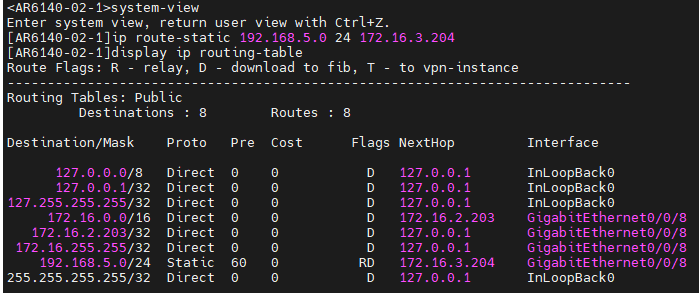 <AR6140-02-1>system-view
Enter system view, return user view with Ctrl+Z.
[AR6140-02-1]ip route-static 192.168.5.0 24 172.16.3.204
[AR6140-02-1]display ip routing-table
Route Flags: R - relay, D - download to fib, T - to vpn-instance
------------------------------------------------------------------------------
Routing Tables: Public
         Destinations : 8        Routes : 8

Destination/Mask    Proto   Pre  Cost      Flags NextHop         Interface

      127.0.0.0/8   Direct  0    0           D   127.0.0.1       InLoopBack0
      127.0.0.1/32  Direct  0    0           D   127.0.0.1       InLoopBack0
127.255.255.255/32  Direct  0    0           D   127.0.0.1       InLoopBack0
     172.16.0.0/16  Direct  0    0           D   172.16.2.203    GigabitEthernet0/0/8
   172.16.2.203/32  Direct  0    0           D   127.0.0.1       GigabitEthernet0/0/8
 172.16.255.255/32  Direct  0    0           D   127.0.0.1       GigabitEthernet0/0/8
    192.168.5.0/24  Static  60   0          RD   172.16.3.204    GigabitEthernet0/0/8
255.255.255.255/32  Direct  0    0           D   127.0.0.1       InLoopBack0